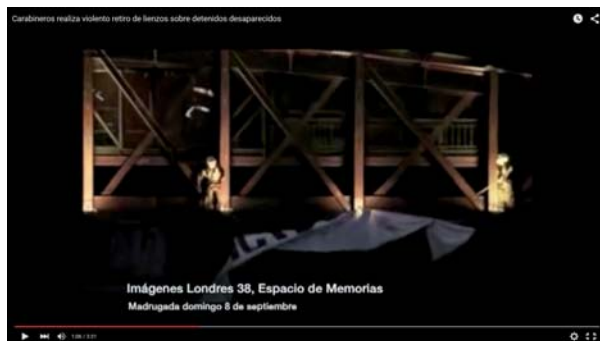 Carabineros realiza violento retiro de lienzos sobre detenidos desaparecidos
Imágenes Londres 38, Espacio de Memorias
Madrugada domingo 8 de septiembre